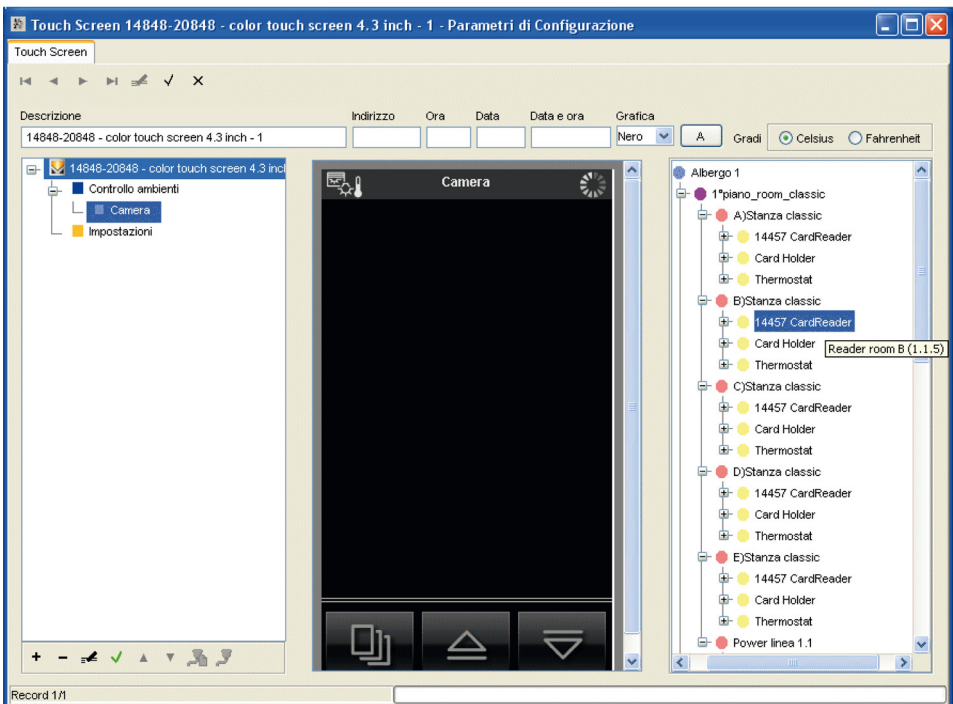 Touch Screen 14848-20848 - color touch screen 4.3 inch - 1 - Parametri di Configurazione
Touch Screen
Descrizione Indirizzo Ora Data Data e ora Grafica
14848-20848 - color touch screen 4.3 inch - 1 Nero A Gradi Celsius Fahrenheit
14848-20848 - color touch screen 4.3 incl
Controllo ambienti
Camera
Impostazioni
Camera
Albergo 1
1°piano_room_classic
A)Stanza classic
14457 CardReader
Card Holder
Thermostat
B)Stanza classic
14457 CardReader
Card Holder
Reader room B (1.1.5)
Thermostat
C)Stanza classic
14457 CardReader
Card Holder
Thermostat
D)Stanza classic
14457 CardReader
Card Holder
Thermostat
E)Stanza classic
14457 CardReader
Card Holder
Thermostat
Power linea 1.1
Record 1/1